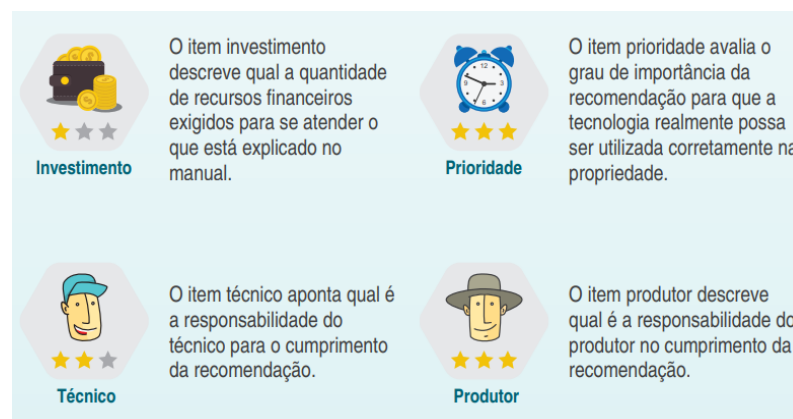 O item investimento
descreve qual a quantidade
de recursos financeiros
exigidos para se atender o
que está explicado no
manual.
Investimento
O item prioridade avalia o
grau de importância da
recomendação para que a
tecnologia realmente possa
ser utilizada corretamente na
propriedade.
Prioridade
O item técnico aponta qual é
a responsabilidade do
técnico para o cumprimento
da recomendação.
Técnico
O item produtor descreve
qual é a responsabilidade do
produtor no cumprimento da
recomendação.
Produtor